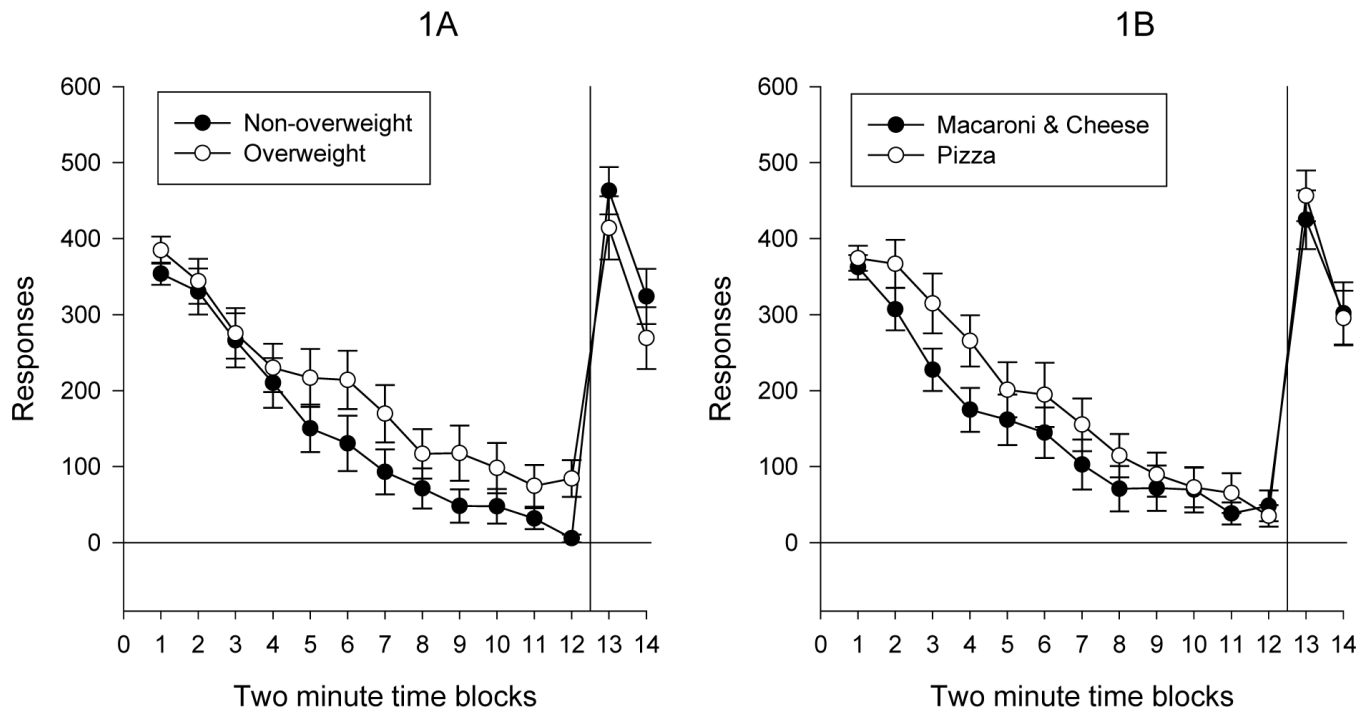 1A
600
500
400
300
200
100
0
Responses
Non-overweight
Overweight
0 1 2 3 4 5 6 7 8 9 10 11 12 13 14
Two minute time blocks
1B
600
500
400
300
200
100
0
Responses
Macaroni & Cheese
Pizza
0 1 2 3 4 5 6 7 8 9 10 11 12 13 14
Two minute time blocks